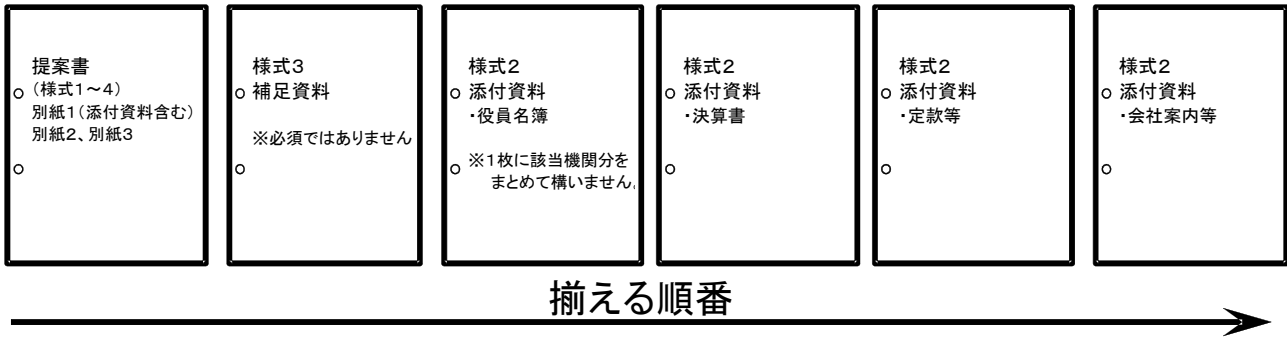 提案書
(様式1～4)
別紙1(添付資料含む)
別紙2、別紙3
様式3
補足資料
※必須ではありません
様式2
添付資料
・役員名簿
※1枚に該当機関分を
まとめて構いません。
様式2
添付資料
・決算書
様式2
添付資料
・定款等
様式2
添付資料
・会社案内等
揃える順番